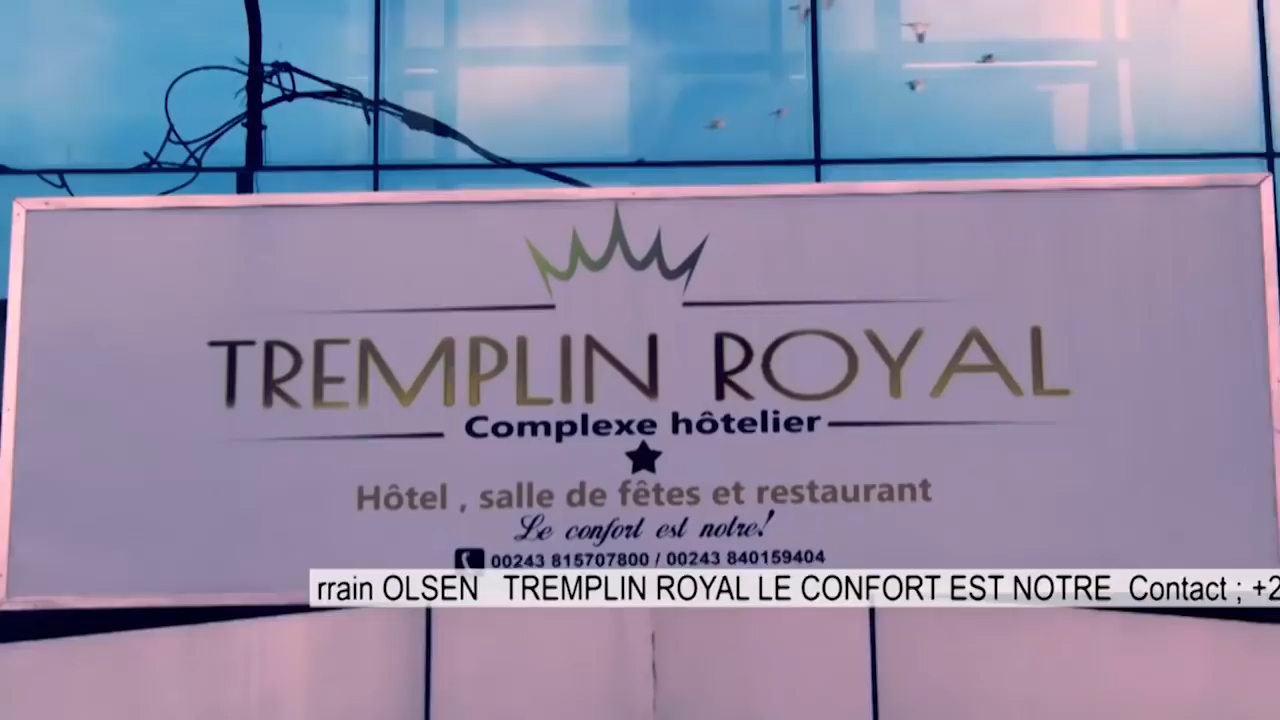 TREMPLIN ROYAL
Complexe hôtelier
Hôtel , salle de fêtes et restaurant
Le confort est notre!
00243 815707800 / 00243 840159404
rrain OLSEN TREMPLIN ROYAL LE CONFORT EST NOTRE Contact ; +2